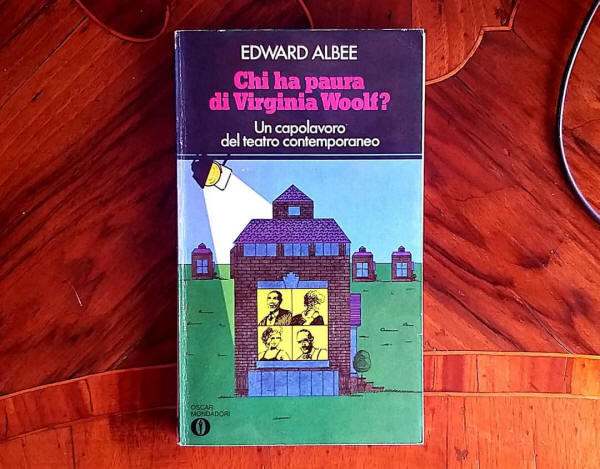 EDWARD ALBEE
Chi ha paura
di Virginia Woolf?
Un capolavoro
del teatro contemporaneo
OSCAR
MONDADORI